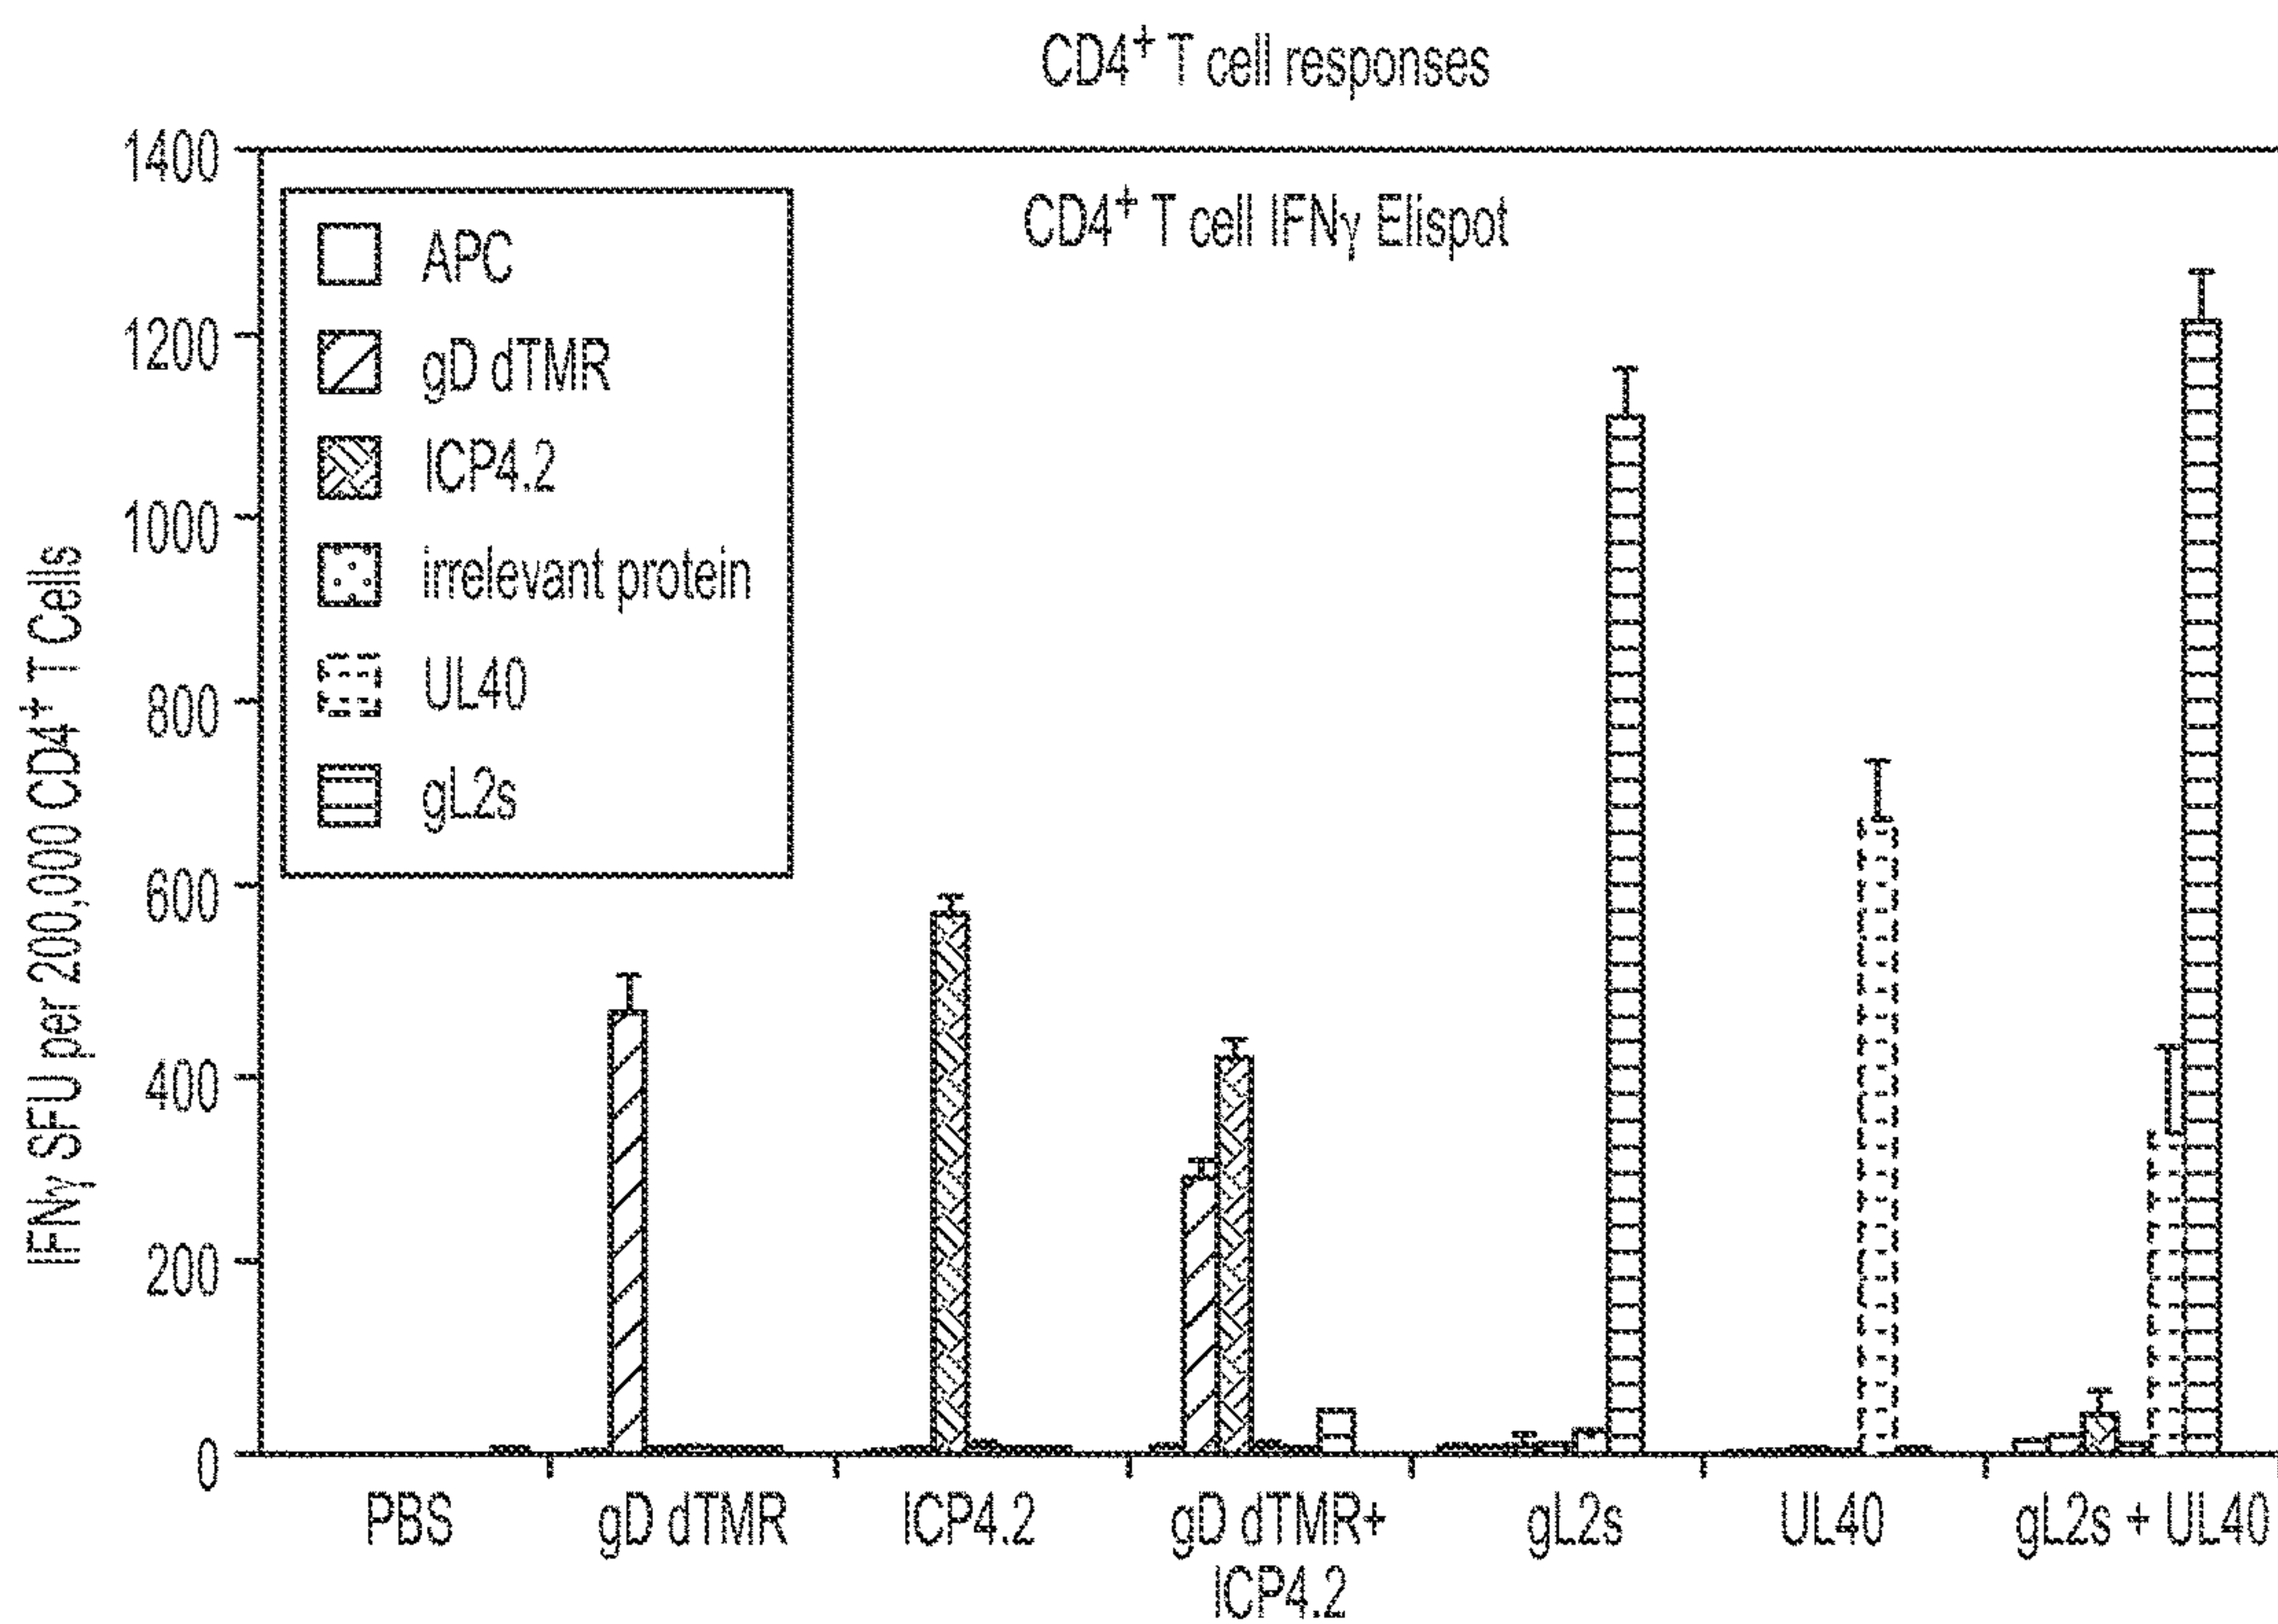 CD4+ T cell responses
CD4+ T cell IFNγ Elispot
IFNγ SFU per 200,000 CD4+ T Cells
1400
1200
1000
800
600
400
200
0
APC
gD dTMR
ICP4.2
irrelevant protein
UL40
gL2s
PBS
gD dTMR
ICP4.2
gD dTMR+
ICP4.2
gL2s
UL40
gL2s + UL40